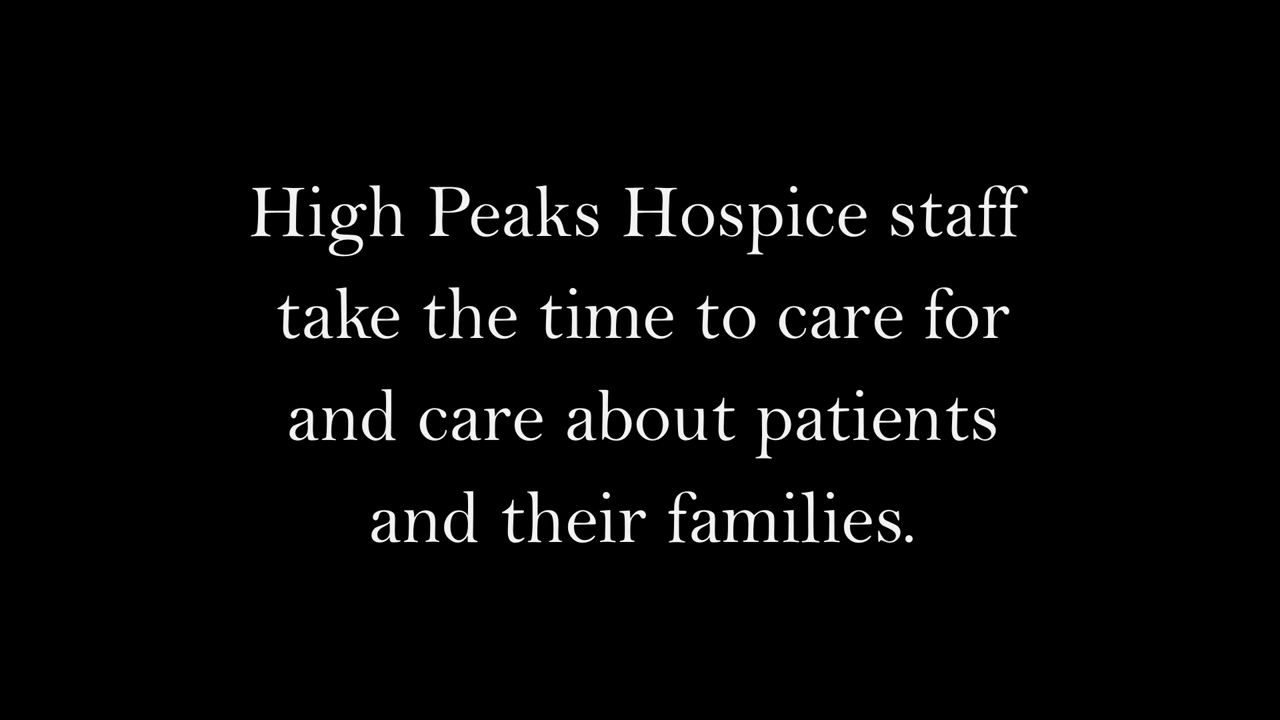 High Peaks Hospice staff
take the time to care for
and care about patients
and their families.